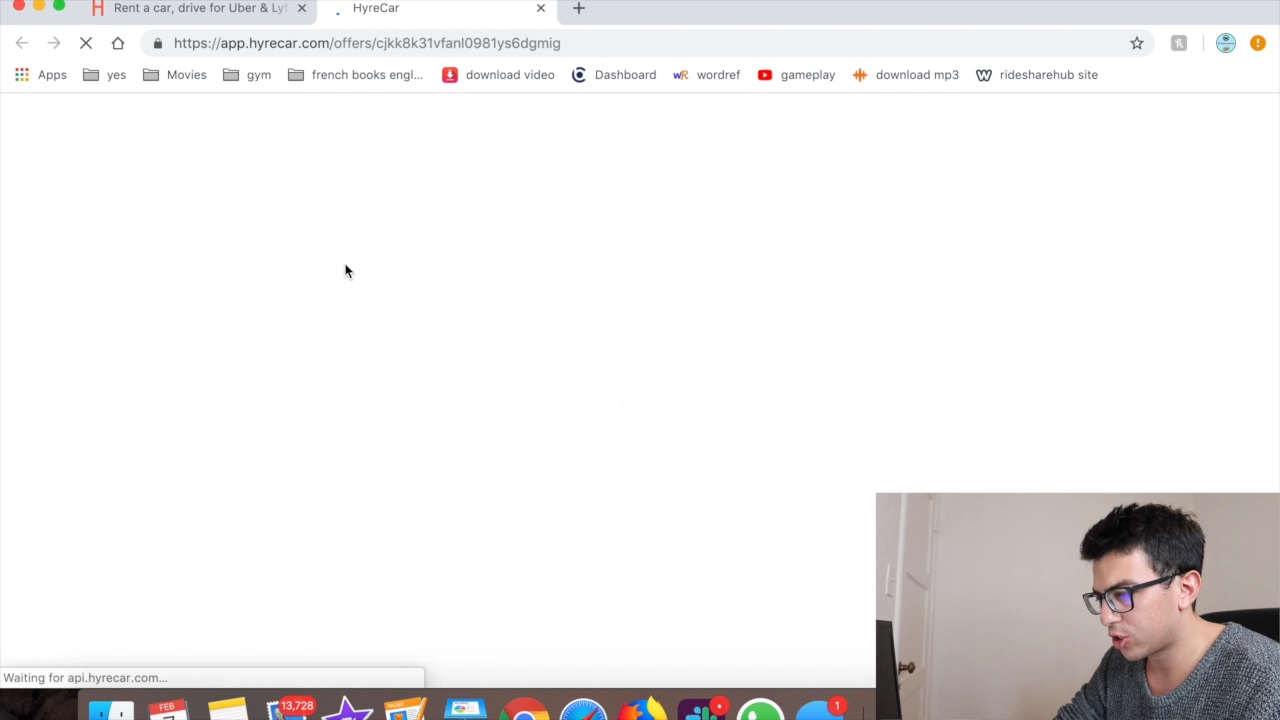 Rent a car, drive for Uber & Lyf
HyreCar
https://app.hyrecar.com/offers/cjkk8k31vfanl0981ys6dgmig
Apps yes Movies gym french books engl... download video Dashboard wR wordref gameplay download mp3 ridesharehub site
Waiting for api.hyrecar.com...
FEB
13,728
PAGES
1